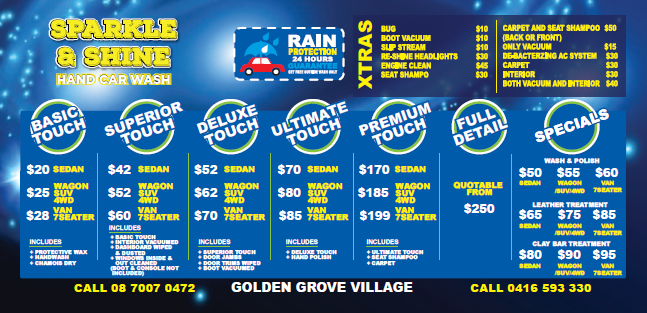 SPARKLE
& SHINE
HAND CAR WASH
RAIN
PROTECTION
24 HOURS
GUARANTEE
GET FREE OUTSIDE WASH ONLY
XTRAS
BUG $10
BOOT VACUUM $10
SLIP STREAM $10
RE-SHINE HEADLIGHTS $30
ENGINE CLEAN $45
SEAT SHAMPO $30
CARPET AND SEAT SHAMPOO $50
(BACK OR FRONT)
ONLY VACUUM $15
DE-BACTERZING AC SYSTEM $30
CARPET $30
INTERIOR $30
BOTH VACUUM AND INTERIOR $40
BASIC
TOUCH
$20 SEDAN
$25 WAGON
SUV
4WD
$28 VAN
7SEATER
INCLUDES
+ PROTECTIVE WAX
+ HANDWASH
+ CHAMOIS DRY
SUPERIOR
TOUCH
$42 SEDAN
$52 WAGON
SUV
4WD
$60 VAN
7SEATER
INCLUDES
+ BASIC TOUCH
+ INTERIOR VACUUMED
+ DASHBOARD WIPED
& DUSTED
+ WINDOWS INSIDE &
OUT CLEANED
(BOOT & CONSOLE NOT
INCLUDED)
DELUXE
TOUCH
$52 SEDAN
$62 WAGON
SUV
4WD
$70 VAN
7SEATER
INCLUDES
+ SUPERIOR TOUCH
+ DOOR JAMBS
+ DOOR TRIMS WIPED
+ BOOT VACUUMED
ULTIMATE
TOUCH
$70 SEDAN
$80 WAGON
SUV
4WD
$85 VAN
7SEATER
INCLUDES
+ DELUXE TOUCH
+ HAND POLISH
PREMIUM
TOUCH
$170 SEDAN
$185 WAGON
SUV
4WD
$199 VAN
7SEATER
INCLUDES
+ ULTIMATE TOUCH
+ SEAT SHAMPOO
+ CARPET
FULL
DETAIL
QUOTABLE
FROM
$250
SPECIALS
WASH & POLISH
$50 $55 $60
SEDAN WAGON VAN
/SUV/4WD 7SEATER
LEATHER TREATMENT
$65 $75 $85
SEDAN WAGON VAN
/SUV/4WD 7SEATER
CLAY BAR TREATMENT
$80 $90 $95
SEDAN WAGON VAN
/SUV/4WD 7SEATER
CALL 08 7007 0472 GOLDEN GROVE VILLAGE CALL 0416 593 330